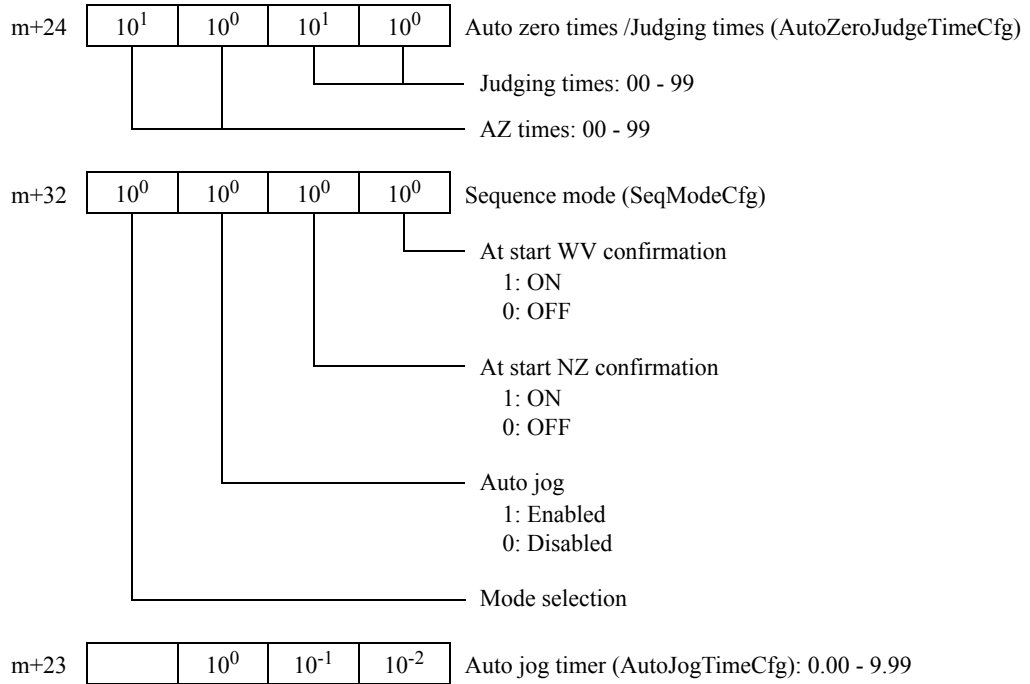 m+24 10¹ 10⁰ 10¹ 10⁰ Auto zero times /Judging times (AutoZeroJudgeTimeCfg)
Judging times: 00 - 99
AZ times: 00 - 99
m+32 10⁰ 10⁰ 10⁰ 10⁰ Sequence mode (SeqModeCfg)
At start WV confirmation
1: ON
0: OFF
At start NZ confirmation
1: ON
0: OFF
Auto jog
1: Enabled
0: Disabled
Mode selection
m+23 10⁰ 10⁻¹ 10⁻² Auto jog timer (AutoJogTimeCfg): 0.00 - 9.99